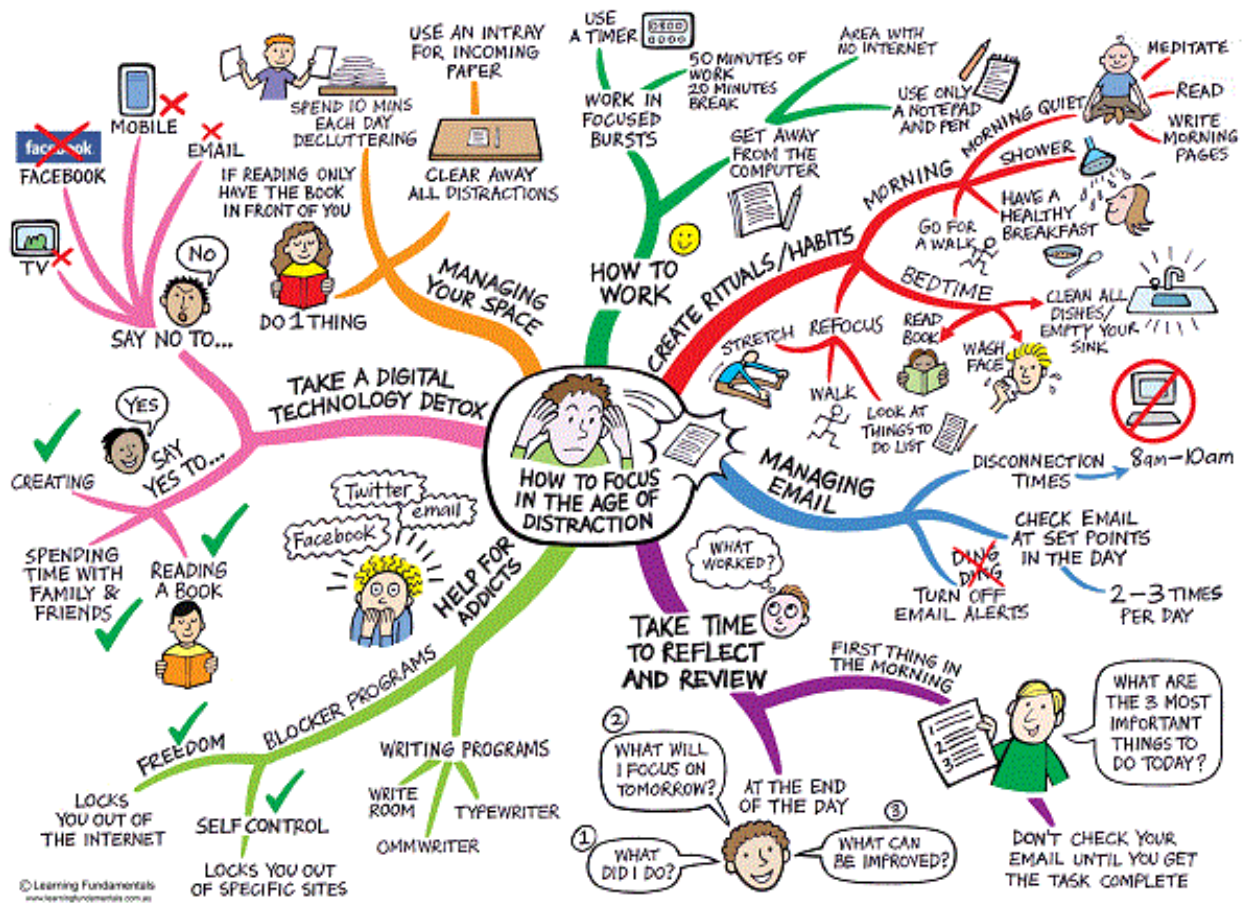 HOW TO FOCUS
IN THE AGE OF
DISTRACTION
HOW TO
WORK
WORK IN
FOCUSED
BURSTS
USE
A TIMER
50 MINUTES OF
WORK
20 MINUTES
BREAK
GET AWAY
FROM THE
COMPUTER
AREA WITH
NO INTERNET
USE ONLY
A NOTEPAD
AND PEN
CREATE RITUALS/HABITS
MORNING
MORNING QUIET
MEDITATE
READ
WRITE
MORNING
PAGES
SHOWER
HAVE A
HEALTHY
BREAKFAST
GO FOR
A WALK
BEDTIME
CLEAN ALL
DISHES/
EMPTY YOUR
SINK
READ
BOOK
WASH
FACE
REFOCUS
STRETCH
WALK
LOOK AT
THINGS TO
DO LIST
MANAGING
EMAIL
DISCONNECTION
TIMES
8am-10am
CHECK EMAIL
AT SET POINTS
IN THE DAY
2-3 TIMES
PER DAY
DING
DING
TURN OFF
EMAIL ALERTS
WHAT
WORKED?
TAKE TIME
TO REFLECT
AND REVIEW
FIRST THING IN
THE MORNING
1
2
3
WHAT ARE
THE 3 MOST
IMPORTANT
THINGS TO
DO TODAY?
DON'T CHECK YOUR
EMAIL UNTIL YOU GET
THE TASK COMPLETE
AT THE END
OF THE DAY
1
WHAT
DID I DO?
2
WHAT WILL
I FOCUS ON
TOMORROW?
3
WHAT CAN
BE IMPROVED?
HELP FOR
ADDICTS
Twitter
email
Facebook
WRITING PROGRAMS
WRITE
ROOM
OMMWRITER
TYPEWRITER
BLOCKER PROGRAMS
FREEDOM
LOCKS
YOU OUT OF
THE INTERNET
SELF CONTROL
LOCKS YOU OUT
OF SPECIFIC SITES
TAKE A DIGITAL
TECHNOLOGY DETOX
YES
SAY
YES TO...
CREATING
SPENDING
TIME WITH
FAMILY &
FRIENDS
READING
A BOOK
NO
SAY NO TO...
TV
facebook
FACEBOOK
MOBILE
EMAIL
MANAGING
YOUR SPACE
SPEND 10 MINS
EACH DAY
DECLUTTERING
USE AN INTRAY
FOR INCOMING
PAPER
CLEAR AWAY
ALL DISTRACTIONS
IF READING ONLY
HAVE THE BOOK
IN FRONT OF YOU
DO 1 THING
© Learning Fundamentals
www.learningfundamentals.com.au